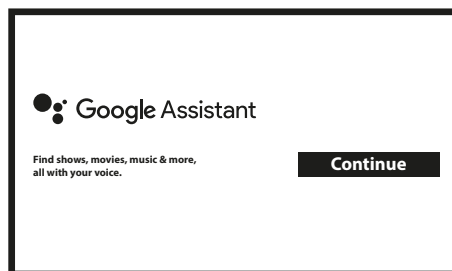 Google Assistant
Find shows, movies, music & more,
all with your voice.
Continue